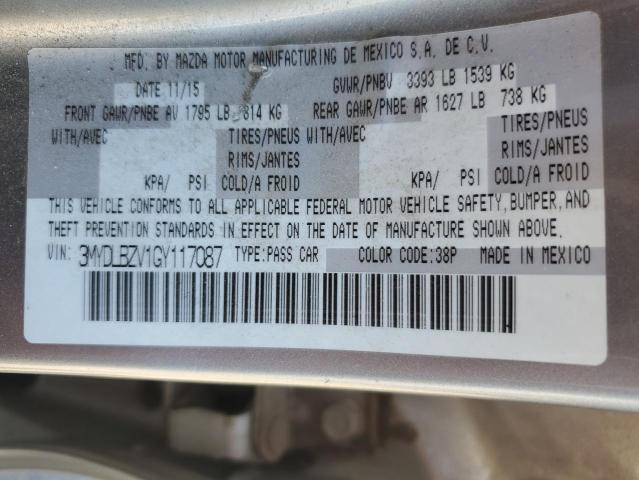 MFD. BY MAZDA MOTOR MANUFACTURING DE MEXICO S.A. DE C.V.
DATE 11/15 GVWR/PNBV 3393 LB 1539 KG
FRONT GAWR/PNBE AV 1795 LB 814 KG REAR GAWR/PNBE AR 1627 LB 738 KG
WITH/AVEC TIRES/PNEUS WITH/AVEC TIRES/PNEUS
RIMS/JANTES RIMS/JANTES
KPA/ PSI COLD/A FROID KPA/ PSI COLD/A FROID
THIS VEHICLE CONFORMS TO ALL APPLICABLE FEDERAL MOTOR VEHICLE SAFETY, BUMPER, AND
THEFT PREVENTION STANDARDS IN EFFECT ON THE DATE OF MANUFACTURE SHOWN ABOVE.
VIN: 3MYDLBZV1GY117087 TYPE:PASS CAR COLOR CODE:38P MADE IN MEXICO